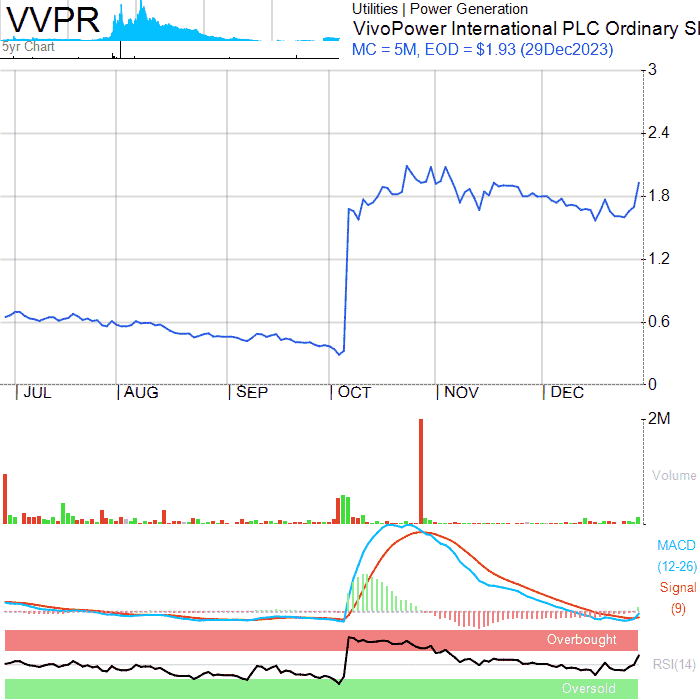 VVPR
5yr Chart
Utilities | Power Generation
VivoPower International PLC Ordinary S
MC = 5M, EOD = $1.93 (29Dec2023)
3
2.4
1.8
1.2
0.6
0
JUL AUG SEP OCT NOV DEC
2M
Volume
MACD
(12-26)
Signal
(9)
Overbought
RSI(14)
Oversold